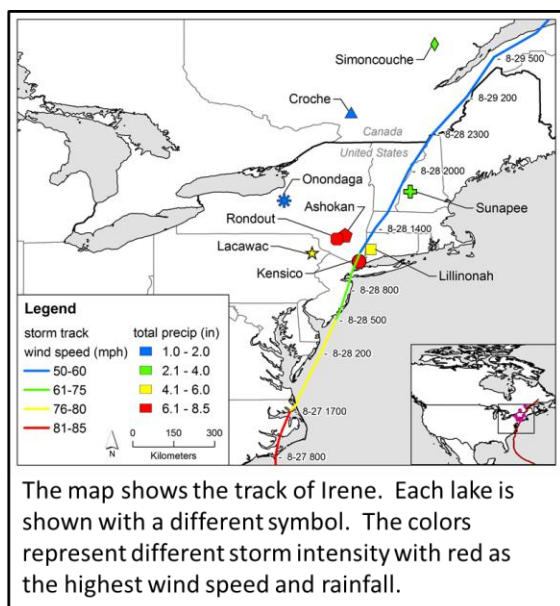 Simoncouche
8-29 500
Croche
8-29 200
Canada
8-28 2300
United States
8-28 2000
Onondaga
Ashokan
Sunapee
Rondout
8-28 1400
Lacawac
Kensico
Lillinonah
8-28 800
Legend
storm track
wind speed (mph)
50-60
61-75
76-80
81-85
total precip (in)
1.0 - 2.0
2.1 - 4.0
4.1 - 6.0
6.1 - 8.5
8-28 500
8-28 200
8-27 1700
N
0 150 300
Kilometers
8-27 800
The map shows the track of Irene. Each lake is
shown with a different symbol. The colors
represent different storm intensity with red as
the highest wind speed and rainfall.